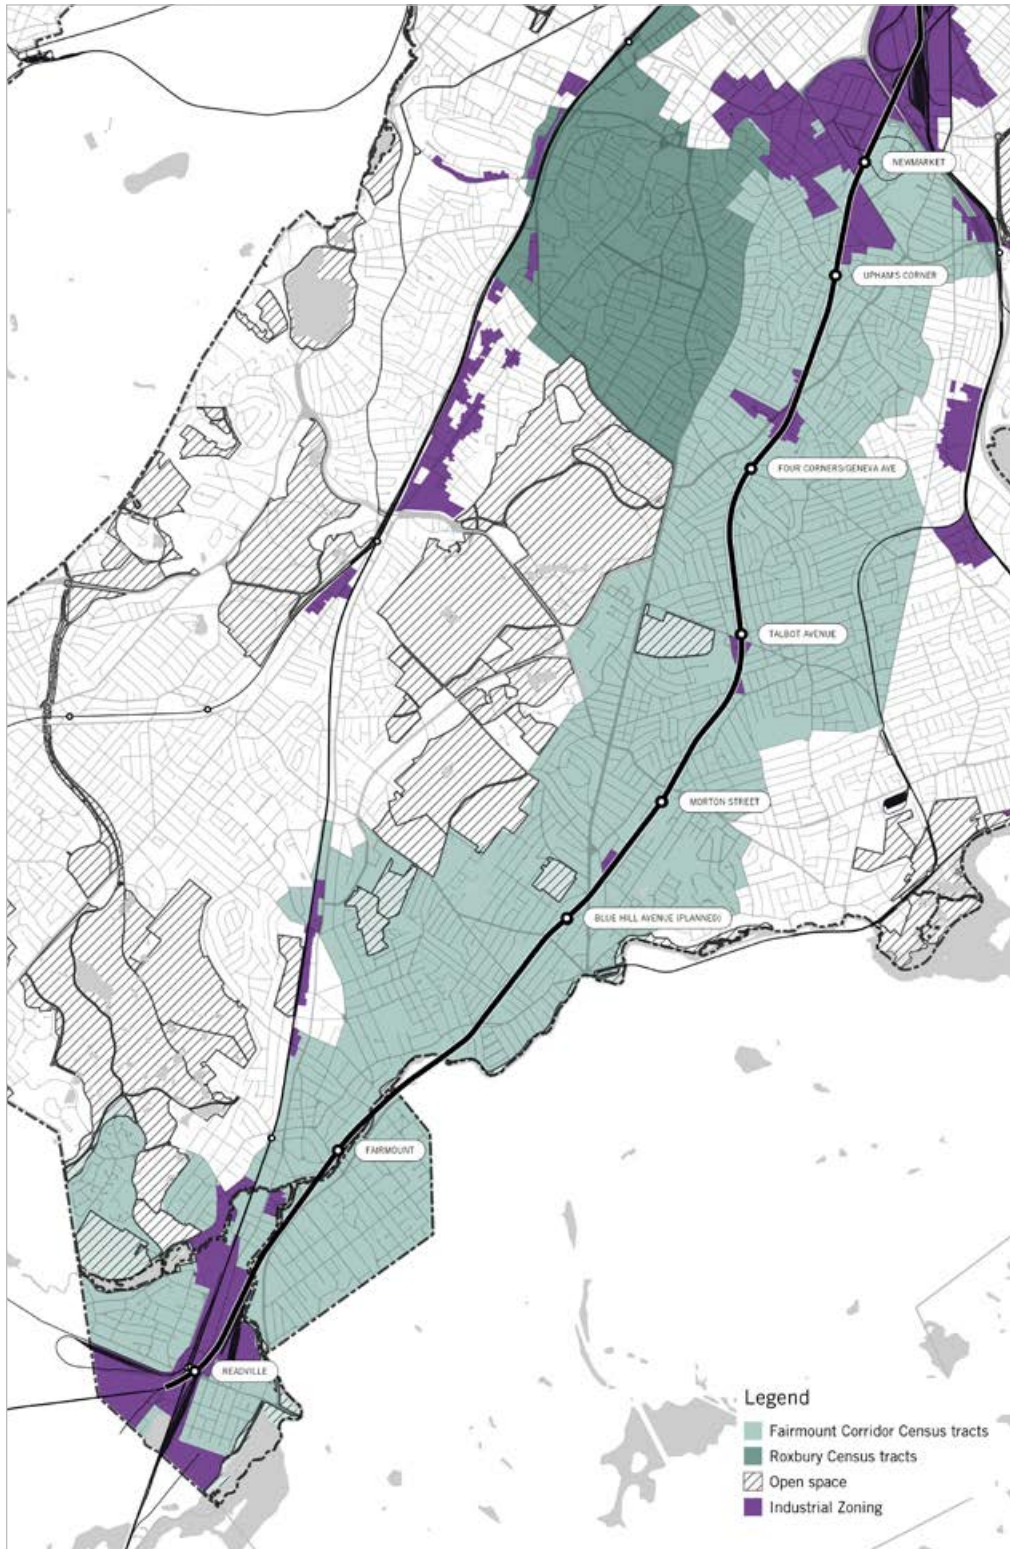 NEWMARKET
UPHAM'S CORNER
FOUR CORNERS/GENEVA AVE
TALBOT AVENUE
MORTON STREET
BLUE HILL AVENUE (PLANNED)
FAIRMOUNT
READVILLE
Legend
Fairmount Corridor Census tracts
Roxbury Census tracts
Open space
Industrial Zoning